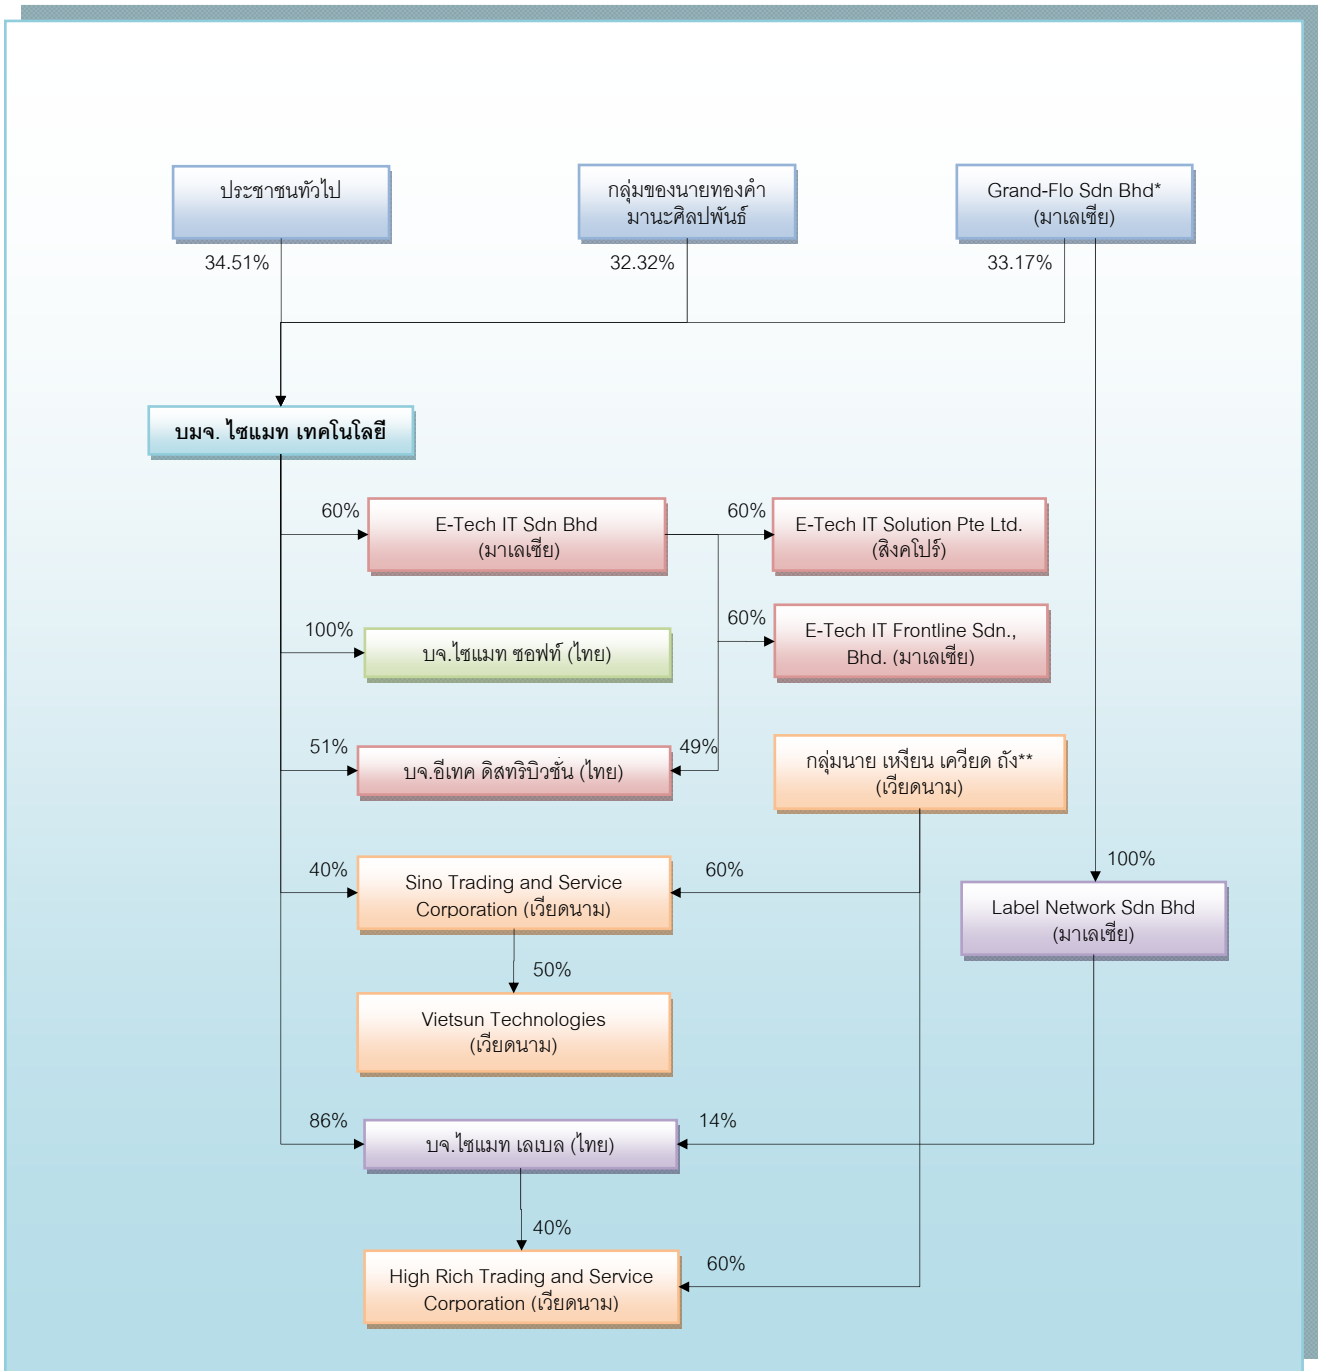 ประชาชนทั่วไป
กลุ่มของนายทองคำ
มานะศิลปพันธ์
Grand-Flo Sdn Bhd*
(มาเลเซีย)
34.51%
32.32%
33.17%
บมจ. ไซแมท เทคโนโลยี
60%
E-Tech IT Sdn Bhd
(มาเลเซีย)
60%
E-Tech IT Solution Pte Ltd.
(สิงคโปร์)
100%
บจ.ไซแมท ซอฟท์ (ไทย)
60%
E-Tech IT Frontline Sdn.,
Bhd. (มาเลเซีย)
51%
บจ.อีเทค ดิสทริบิวชั่น (ไทย)
49%
กลุ่มนาย เหงียน เควียด ถัง**
(เวียดนาม)
40%
Sino Trading and Service
Corporation (เวียดนาม)
60%
100%
Label Network Sdn Bhd
(มาเลเซีย)
50%
Vietsun Technologies
(เวียดนาม)
86%
บจ.ไซแมท เลเบล (ไทย)
14%
40%
High Rich Trading and Service
Corporation (เวียดนาม)
60%